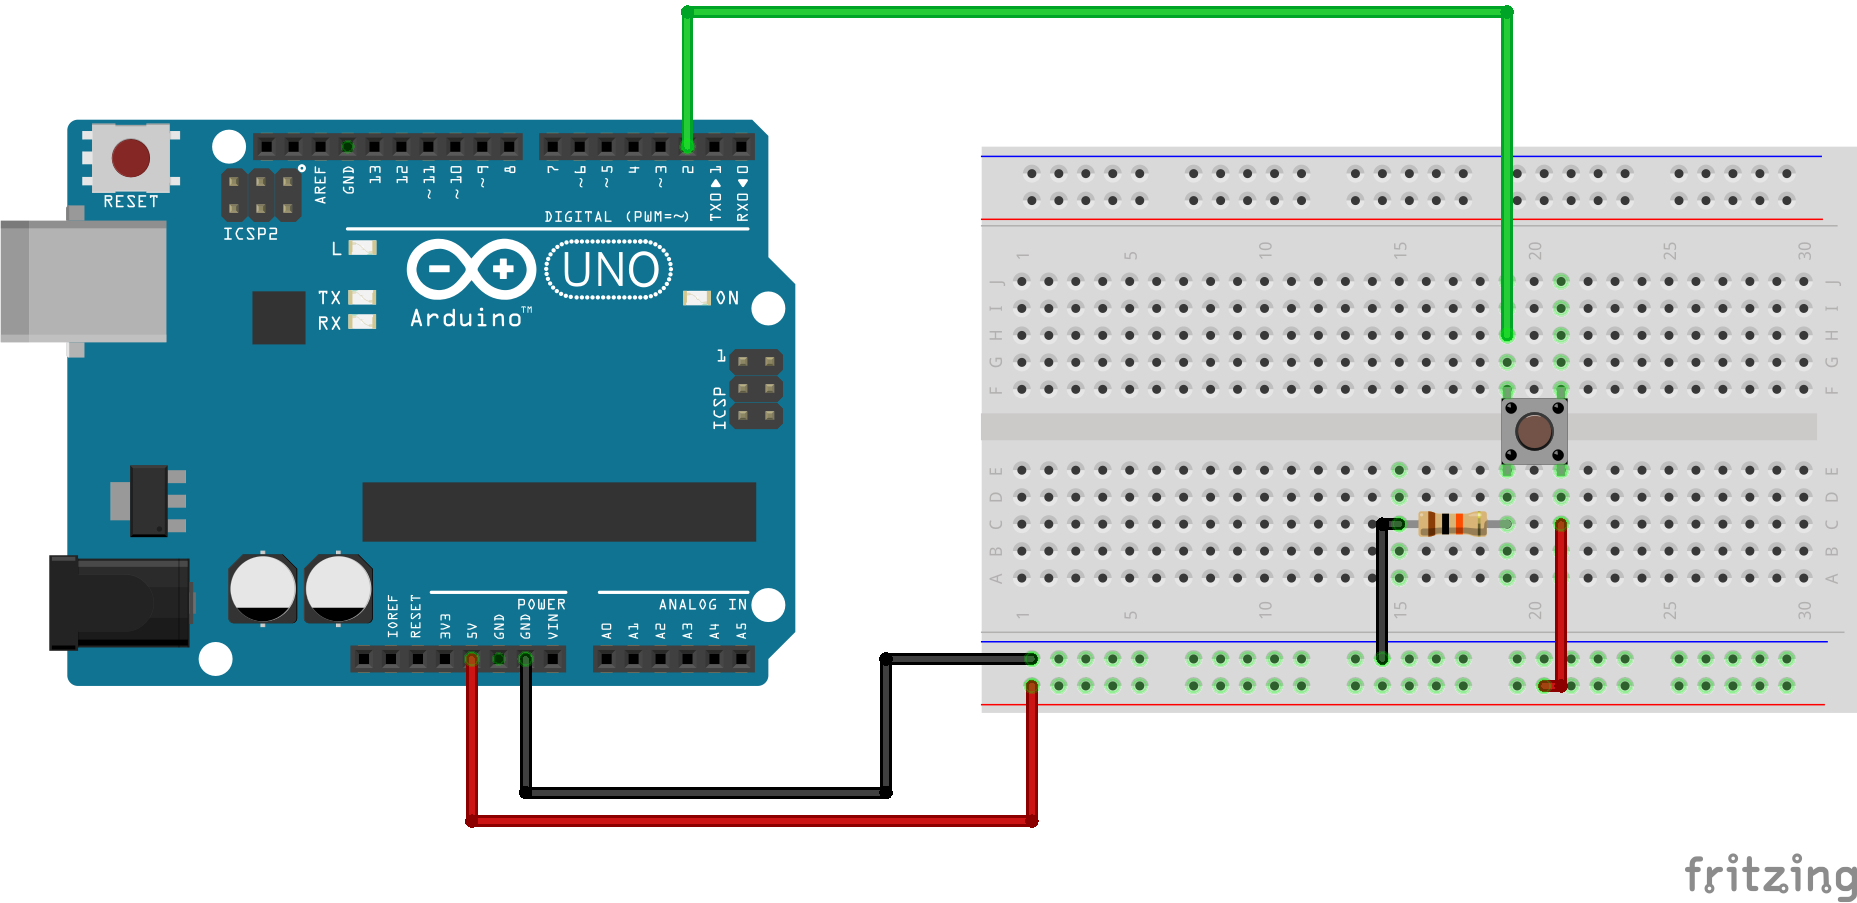 RESET
ICSP2
AREF
GND
13
12
~11
~10
~9
8
7
~6
~5
4
~3
2
TXO▶1
RXO◀0
DIGITAL (PWM=~)
L
TX
RX
Arduino™
UNO
ON
1
ICSP
IOREF
RESET
3V3
5V
GND
GND
VIN
POWER
ANALOG IN
A0
A1
A2
A3
A4
A5
1 5 10 15 20 25 30
J J
I I
H H
G G
F F
E E
D D
C C
B B
A A
1 5 10 15 20 25 30
fritzing